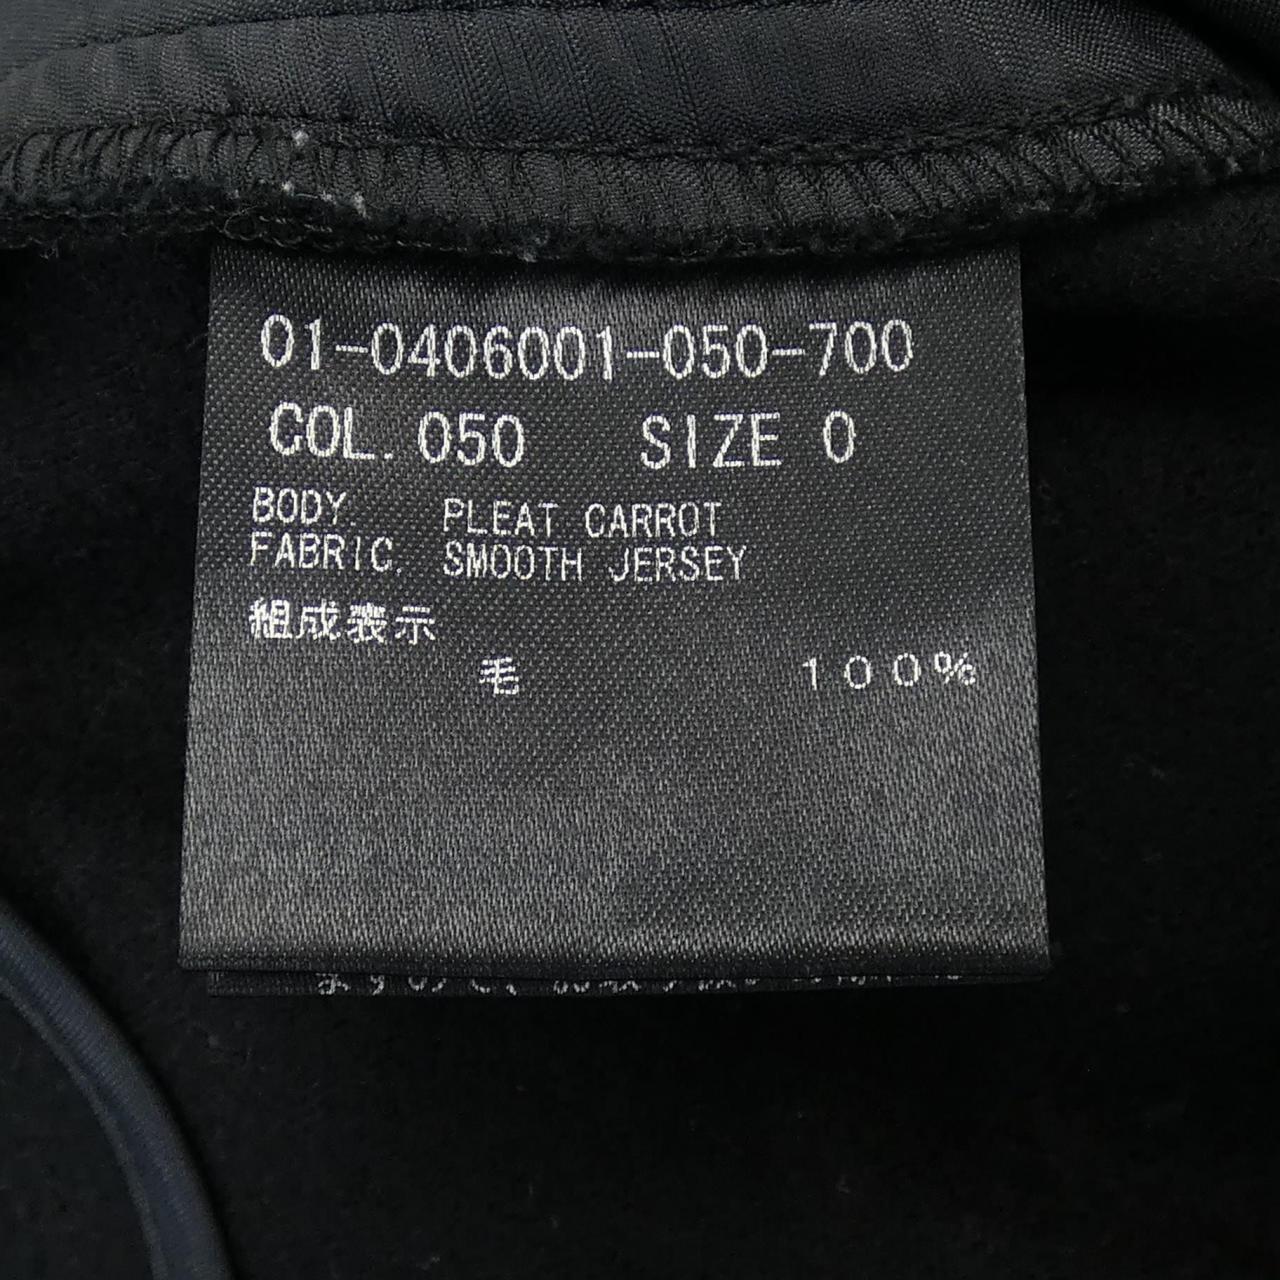 01-0406001-050-700
COL. 050 SIZE 0
BODY. PLEAT CARROT
FABRIC. SMOOTH JERSEY
組成表示
毛 100%